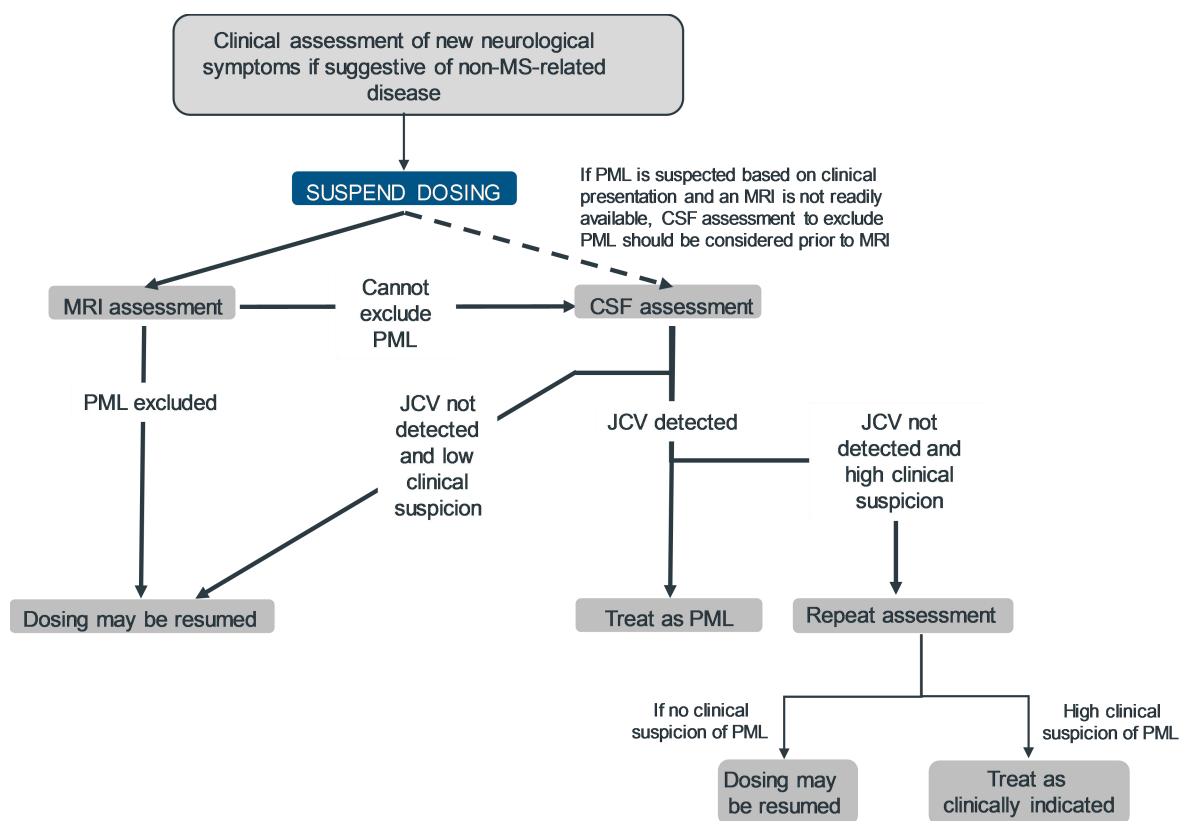 Clinical assessment of new neurological
symptoms if suggestive of non-MS-related
disease
SUSPEND DOSING
If PML is suspected based on clinical
presentation and an MRI is not readily
available, CSF assessment to exclude
PML should be considered prior to MRI
MRI assessment
Cannot
exclude
PML
CSF assessment
PML excluded
JCV not
detected
and low
clinical
suspicion
JCV detected
JCV not
detected and
high clinical
suspicion
Dosing may be resumed
Treat as PML
Repeat assessment
If no clinical
suspicion of PML
High clinical
suspicion of PML
Dosing may
be resumed
Treat as
clinically indicated